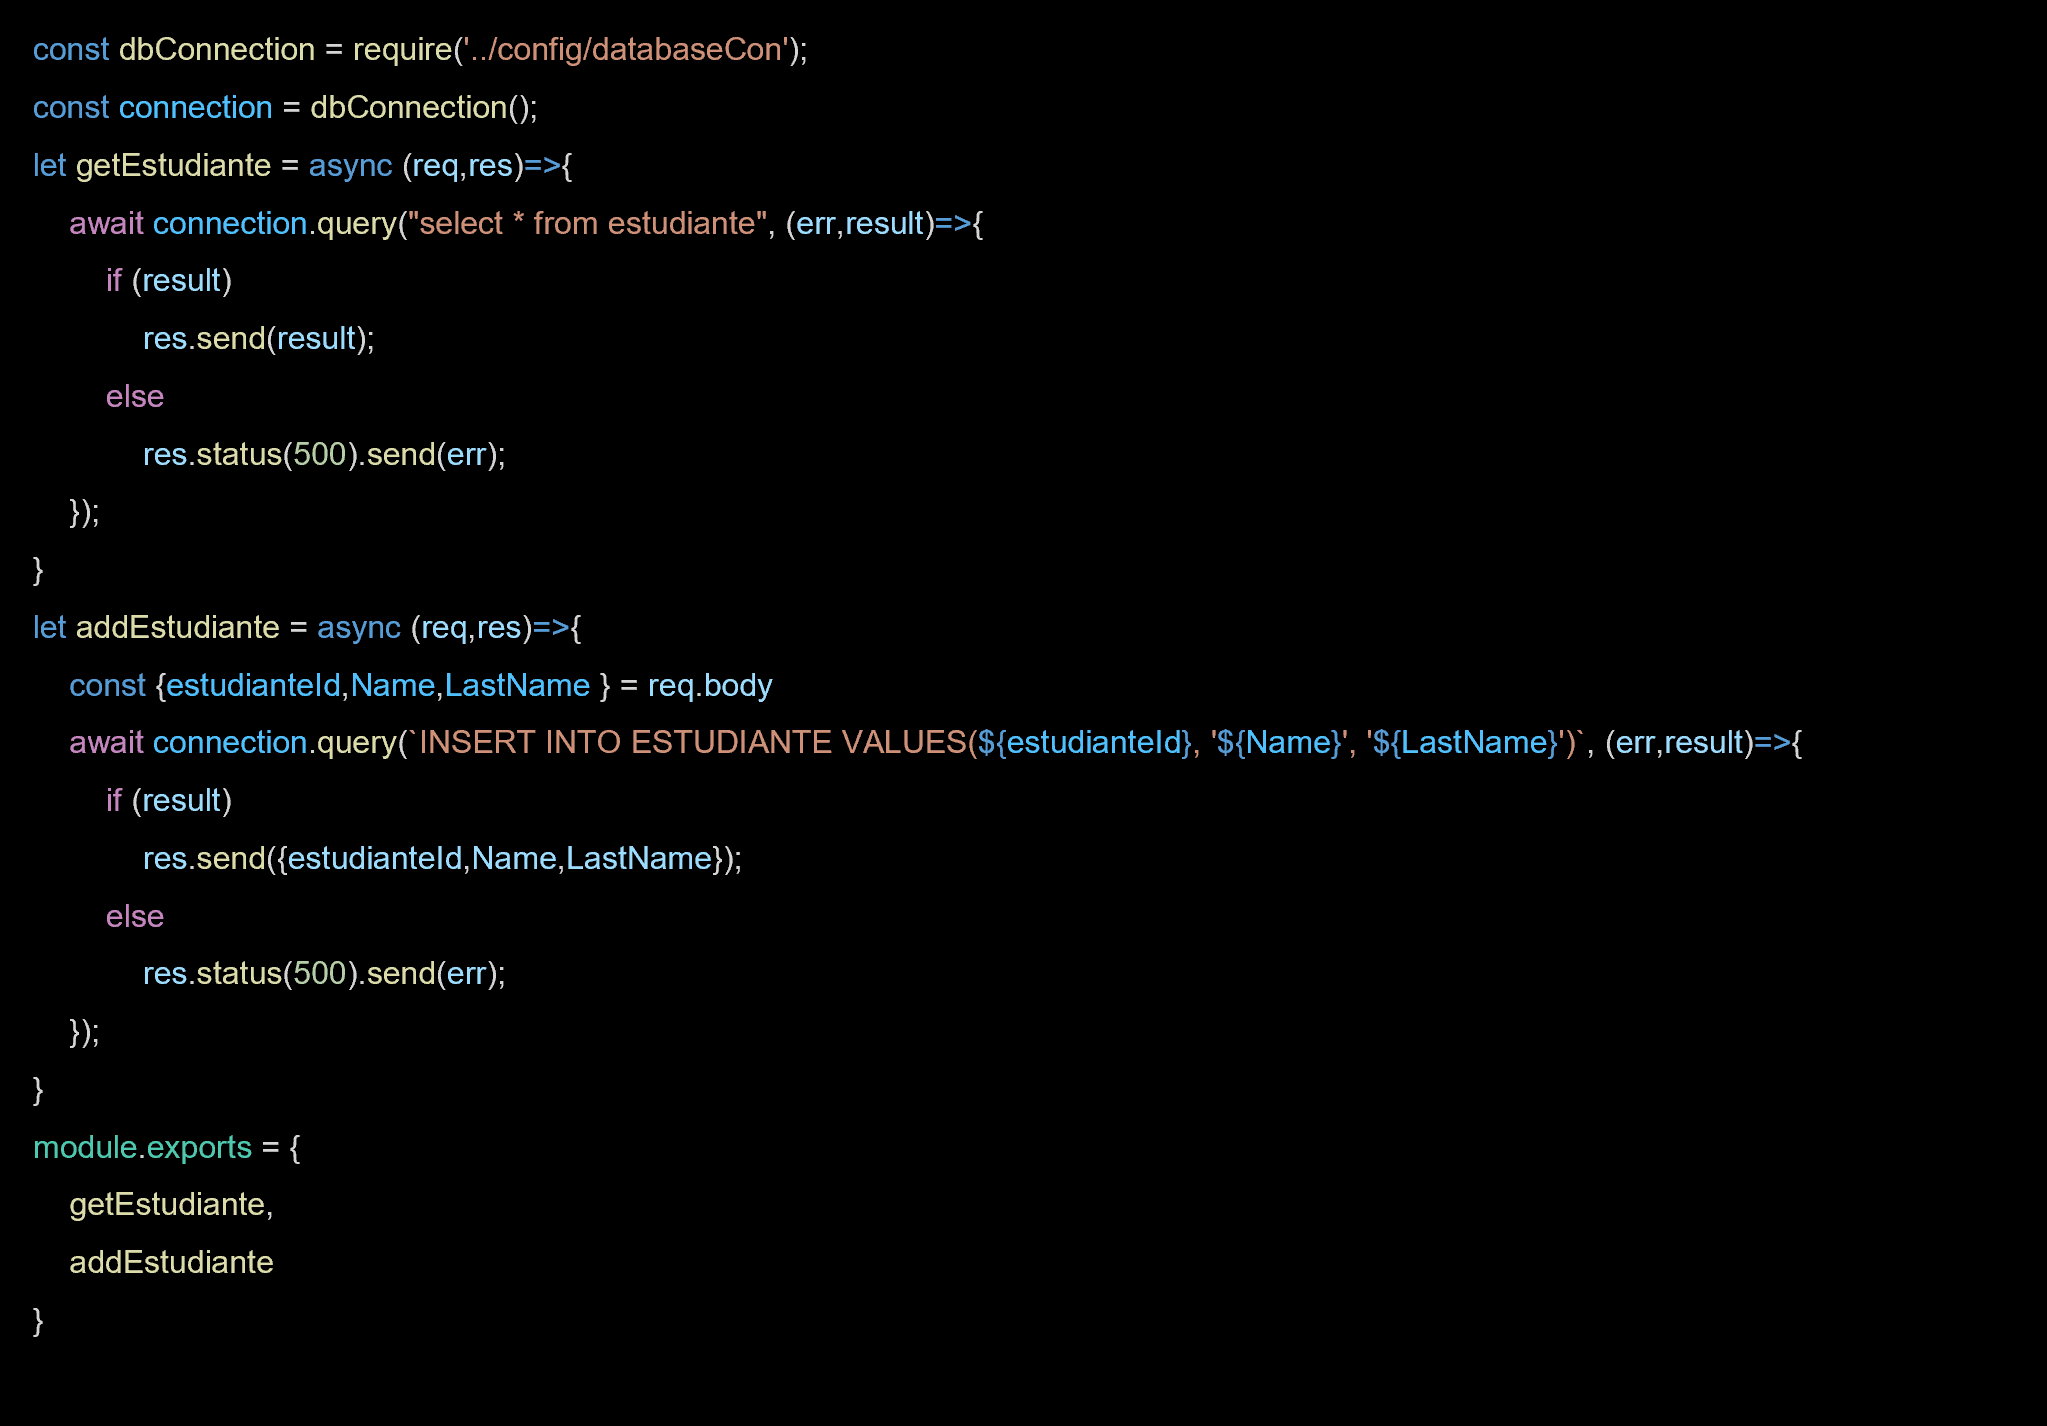 const dbConnection = require('../config/databaseCon');
const connection = dbConnection();
let getEstudiante = async (req,res)=>{
    await connection.query("select * from estudiante", (err,result)=>{
        if (result)
            res.send(result);
        else
            res.status(500).send(err);
    });
}
let addEstudiante = async (req,res)=>{
    const {estudianteId,Name,LastName } = req.body
    await connection.query(`INSERT INTO ESTUDIANTE VALUES(${estudianteId}, '${Name}', '${LastName}')`, (err,result)=>{
        if (result)
            res.send({estudianteId,Name,LastName});
        else
            res.status(500).send(err);
    });
}
module.exports = {
    getEstudiante,
    addEstudiante
}